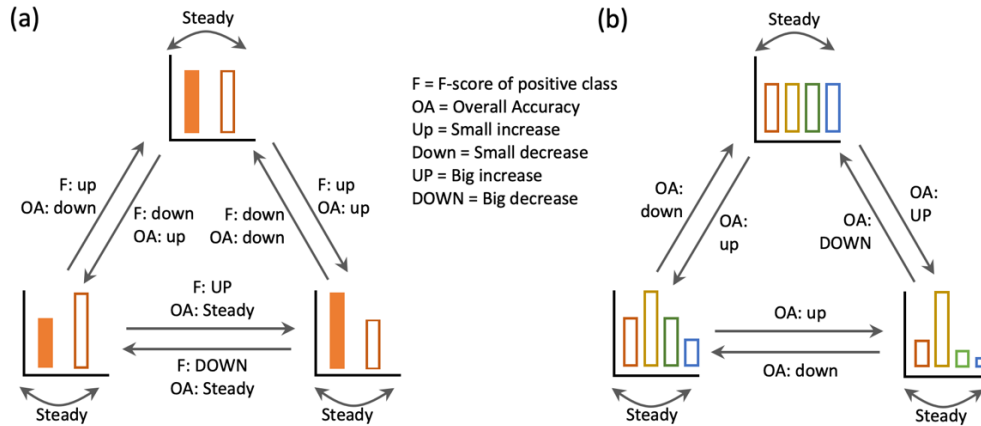 (a)
Steady
F: up
OA: down
F: down
OA: up
F: down
OA: down
F: up
OA: up
F: UP
OA: Steady
F: DOWN
OA: Steady
Steady
Steady
F = F-score of positive class
OA = Overall Accuracy
Up = Small increase
Down = Small decrease
UP = Big increase
DOWN = Big decrease
(b)
Steady
OA:
down
OA:
up
OA:
DOWN
OA:
UP
OA: up
OA: down
Steady
Steady